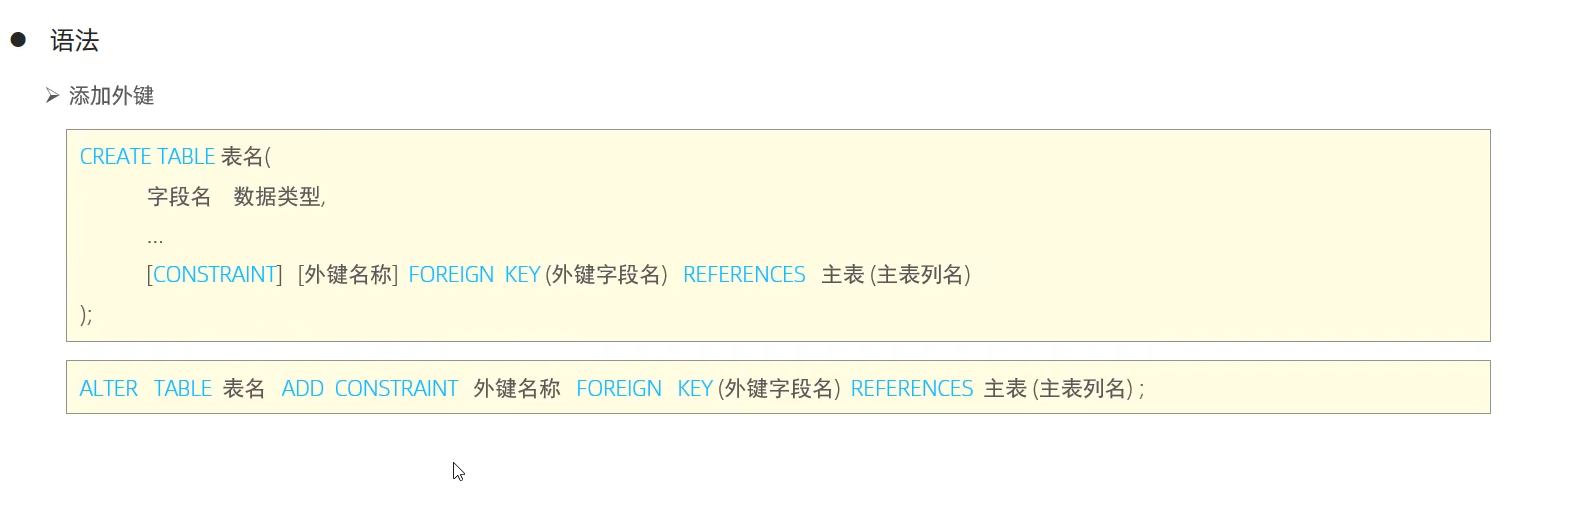 语法
添加外键
CREATE TABLE 表名(
字段名 数据类型,
...
[CONSTRAINT] [外键名称] FOREIGN KEY (外键字段名) REFERENCES 主表 (主表列名)
);
ALTER TABLE 表名 ADD CONSTRAINT 外键名称 FOREIGN KEY (外键字段名) REFERENCES 主表 (主表列名) ;